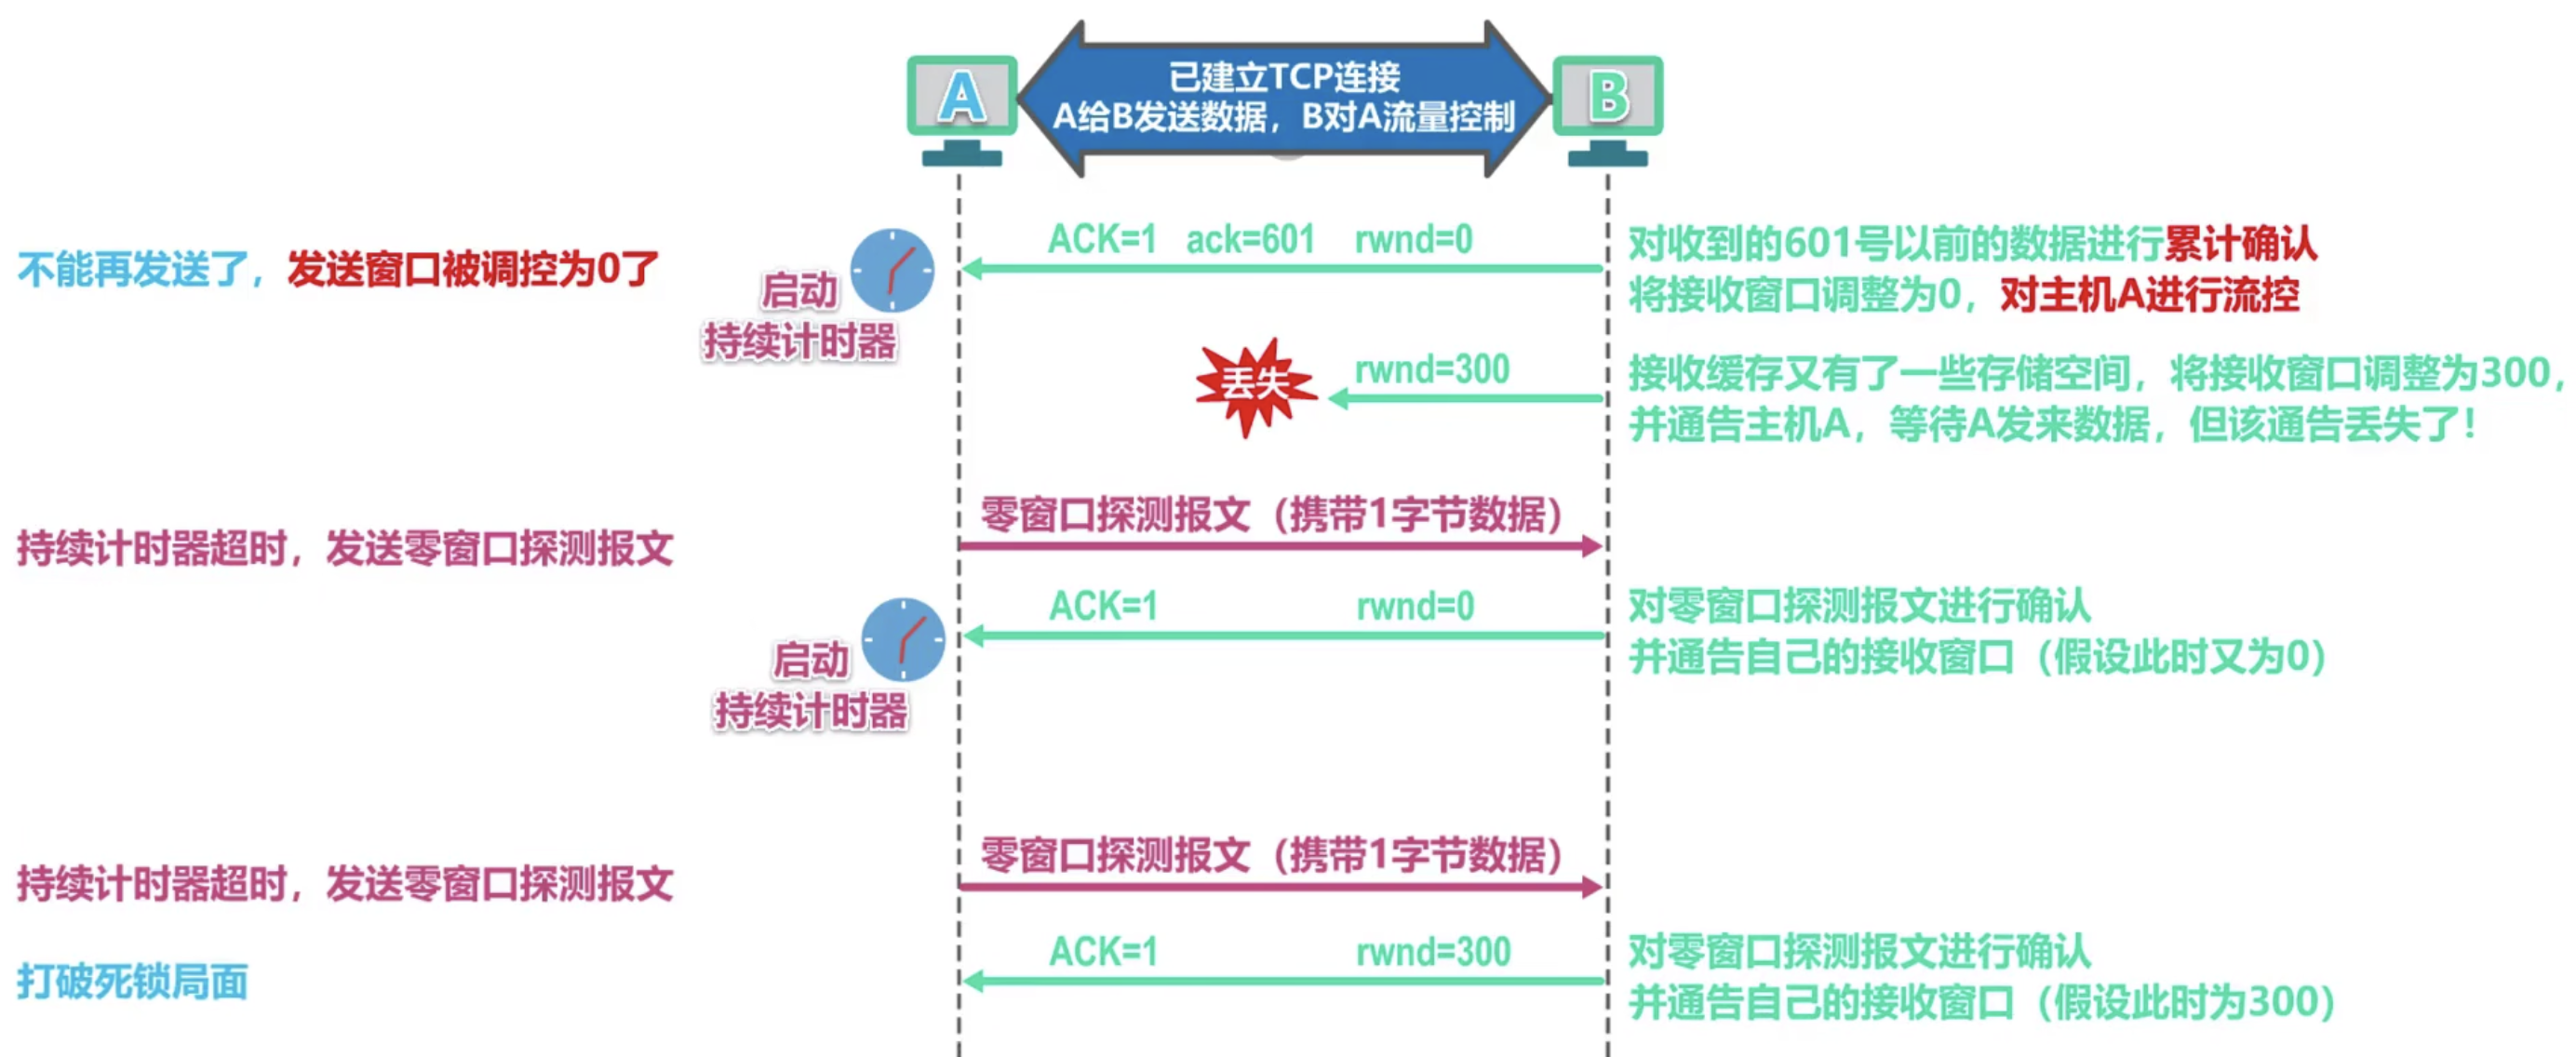 A
已建立TCP连接
A给B发送数据，B对A流量控制
B
不能再发送了，发送窗口被调控为0了
启动
持续计时器
ACK=1 ack=601 rwnd=0
对收到的601号以前的数据进行累计确认
将接收窗口调整为0，对主机A进行流控
丢失
rwnd=300
接收缓存又有了一些存储空间，将接收窗口调整为300，
并通告主机A，等待A发来数据，但该通告丢失了！
持续计时器超时，发送零窗口探测报文
零窗口探测报文（携带1字节数据）
启动
持续计时器
ACK=1 rwnd=0
对零窗口探测报文进行确认
并通告自己的接收窗口（假设此时又为0）
持续计时器超时，发送零窗口探测报文
零窗口探测报文（携带1字节数据）
打破死锁局面
ACK=1 rwnd=300
对零窗口探测报文进行确认
并通告自己的接收窗口（假设此时为300）